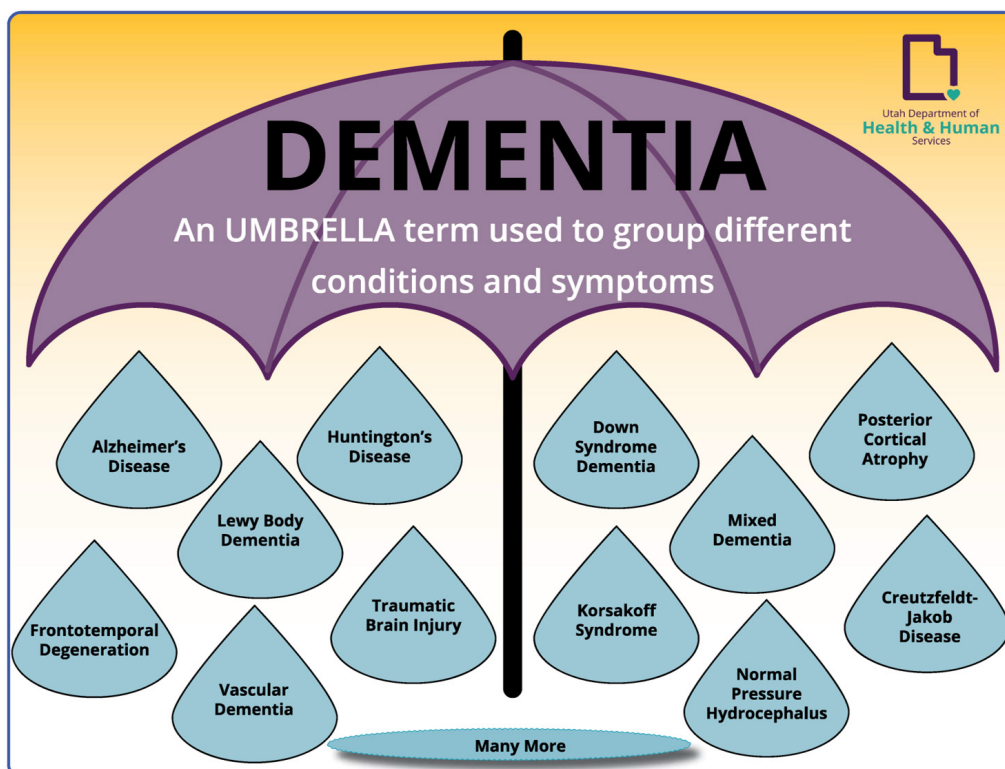 Utah Department of
Health & Human
Services
DEMENTIA
An UMBRELLA term used to group different
conditions and symptoms
Alzheimer's
Disease
Huntington's
Disease
Down
Syndrome
Dementia
Posterior
Cortical
Atrophy
Lewy Body
Dementia
Mixed
Dementia
Frontotemporal
Degeneration
Traumatic
Brain Injury
Korsakoff
Syndrome
Creutzfeldt-
Jakob
Disease
Vascular
Dementia
Normal
Pressure
Hydrocephalus
Many More